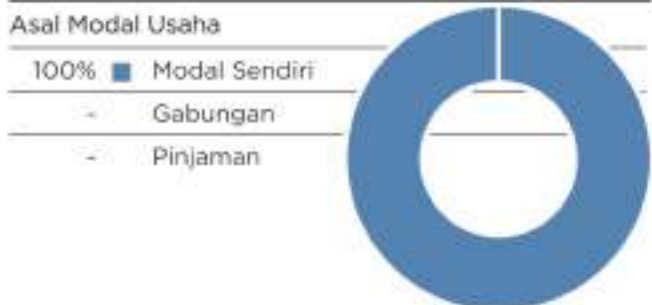 Asal Modal Usaha
100% Modal Sendiri
- Gabungan
- Pinjaman